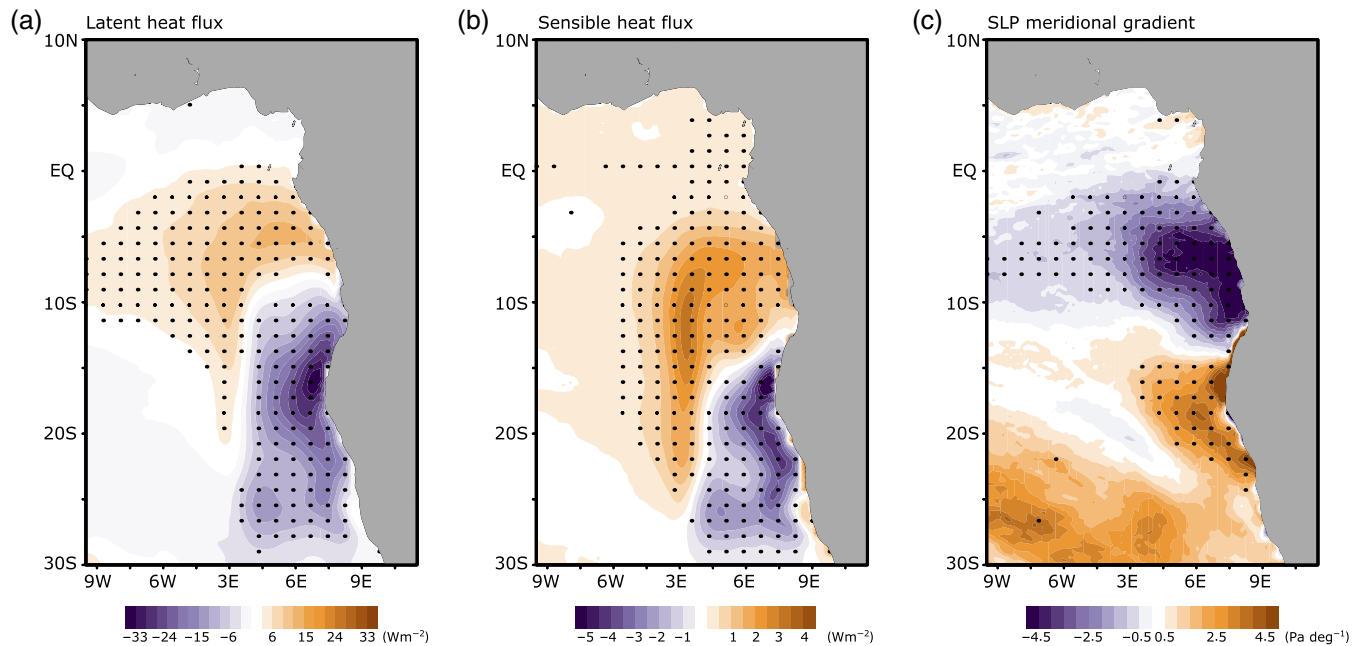 (a) Latent heat flux
(b) Sensible heat flux
(c) SLP meridional gradient
10N 10N 10N
EQ EQ EQ
10S 10S 10S
20S 20S 20S
30S 30S 30S
9W 6W 3E 6E 9E 9W 6W 3E 6E 9E 9W 6W 3E 6E 9E
−33 −24 −15 −6 6 15 24 33 (Wm⁻²)
−5 −4 −3 −2 −1 1 2 3 4 (Wm⁻²)
−4.5 −2.5 −0.5 0.5 2.5 4.5 (Pa deg⁻¹)